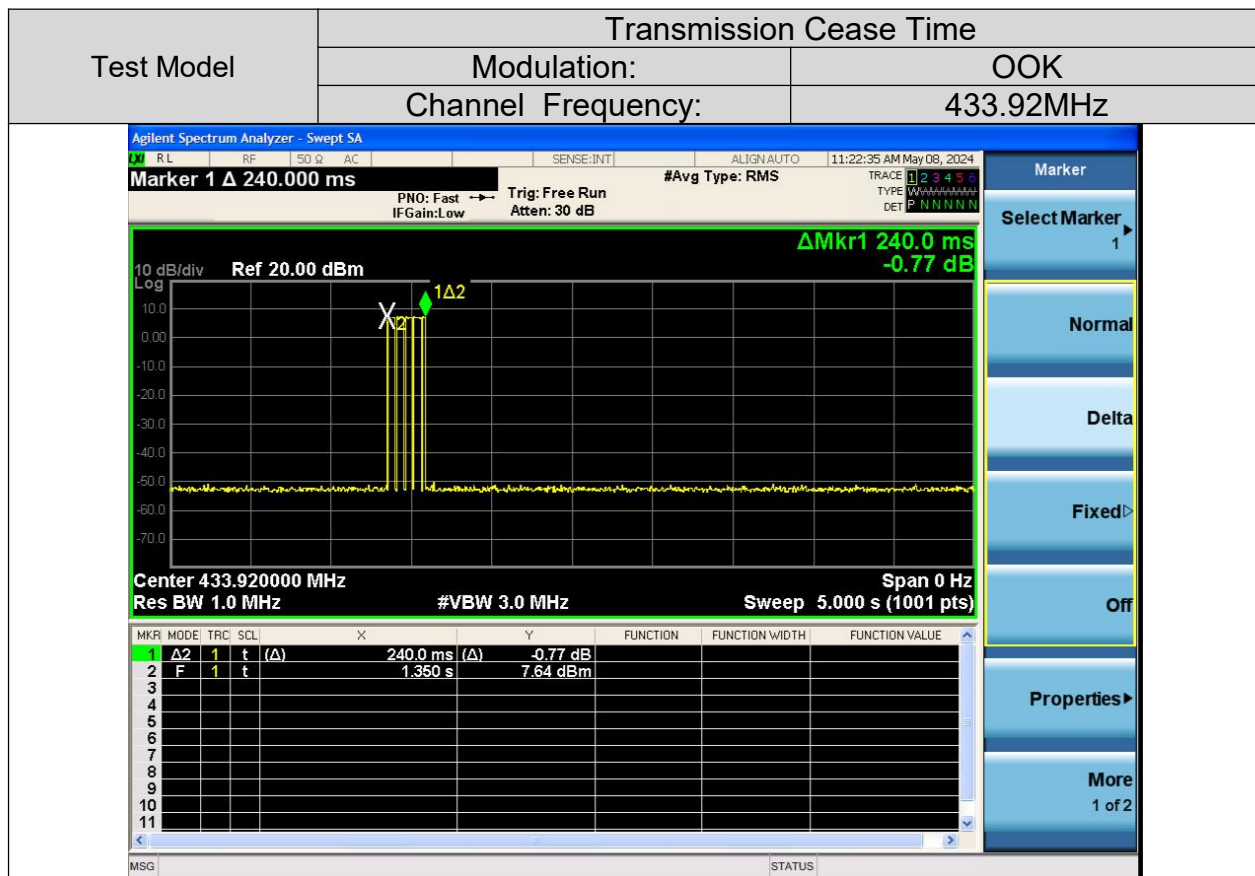 Test Model
Transmission Cease Time
Modulation: OOK
Channel Frequency: 433.92MHz
Agilent Spectrum Analyzer - Swept SA
LXI RL RF 50 Ω AC SENSE:INT ALIGN AUTO 11:22:35 AM May 08, 2024
Marker 1 Δ 240.000 ms
PNO: Fast
IFGain:Low
Trig: Free Run
Atten: 30 dB
#Avg Type: RMS
TRACE 1 2 3 4 5 6
TYPE W
DET P N N N N N
ΔMkr1 240.0 ms
-0.77 dB
10 dB/div Ref 20.00 dBm
Log
10.0
0.00
-10.0
-20.0
-30.0
-40.0
-50.0
-60.0
-70.0
X2
1Δ2
Center 433.920000 MHz Span 0 Hz
Res BW 1.0 MHz #VBW 3.0 MHz Sweep 5.000 s (1001 pts)
MKR MODE TRC SCL X Y FUNCTION FUNCTION WIDTH FUNCTION VALUE
1 Δ2 1 t (Δ) 240.0 ms (Δ) -0.77 dB
2 F 1 t 1.350 s 7.64 dBm
3
4
5
6
7
8
9
10
11
MSG STATUS
Marker
Select Marker
1
Normal
Delta
Fixed
Off
Properties
More
1 of 2